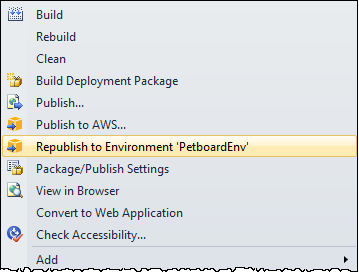 Build
Rebuild
Clean
Build Deployment Package
Publish...
Publish to AWS...
Republish to Environment 'PetboardEnv'
Package/Publish Settings
View in Browser
Convert to Web Application
Check Accessibility...
Add